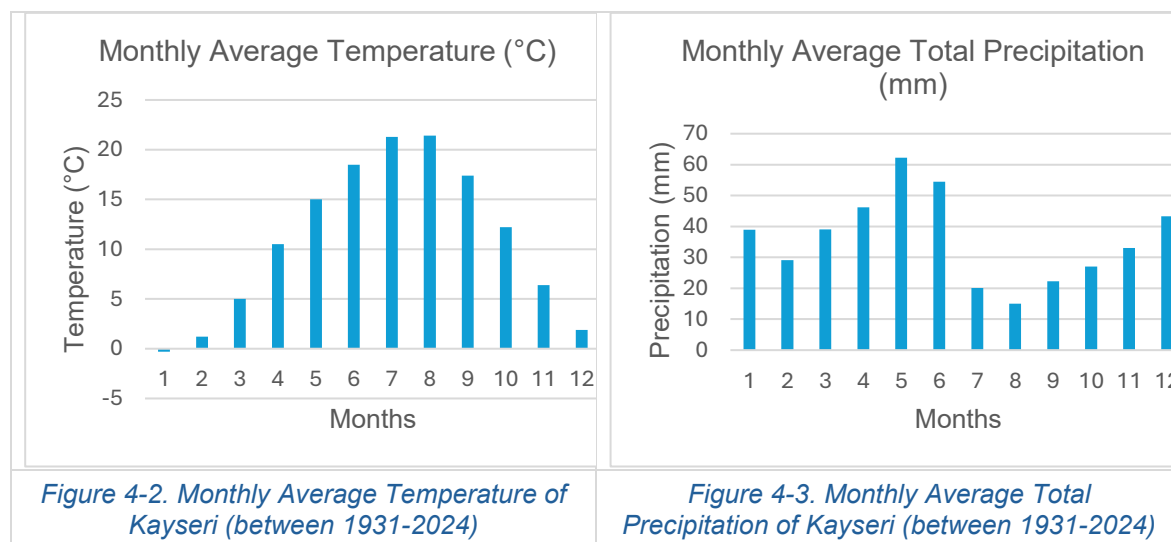 Monthly Average Temperature (°C)
25
20
15
10
5
0
-5
Temperature (°C)
1 2 3 4 5 6 7 8 9 10 11 12
Months
Monthly Average Total Precipitation
(mm)
70
60
50
40
30
20
10
0
Precipitation (mm)
1 2 3 4 5 6 7 8 9 10 11 12
Months
Figure 4-2. Monthly Average Temperature of
Kayseri (between 1931-2024)
Figure 4-3. Monthly Average Total
Precipitation of Kayseri (between 1931-2024)